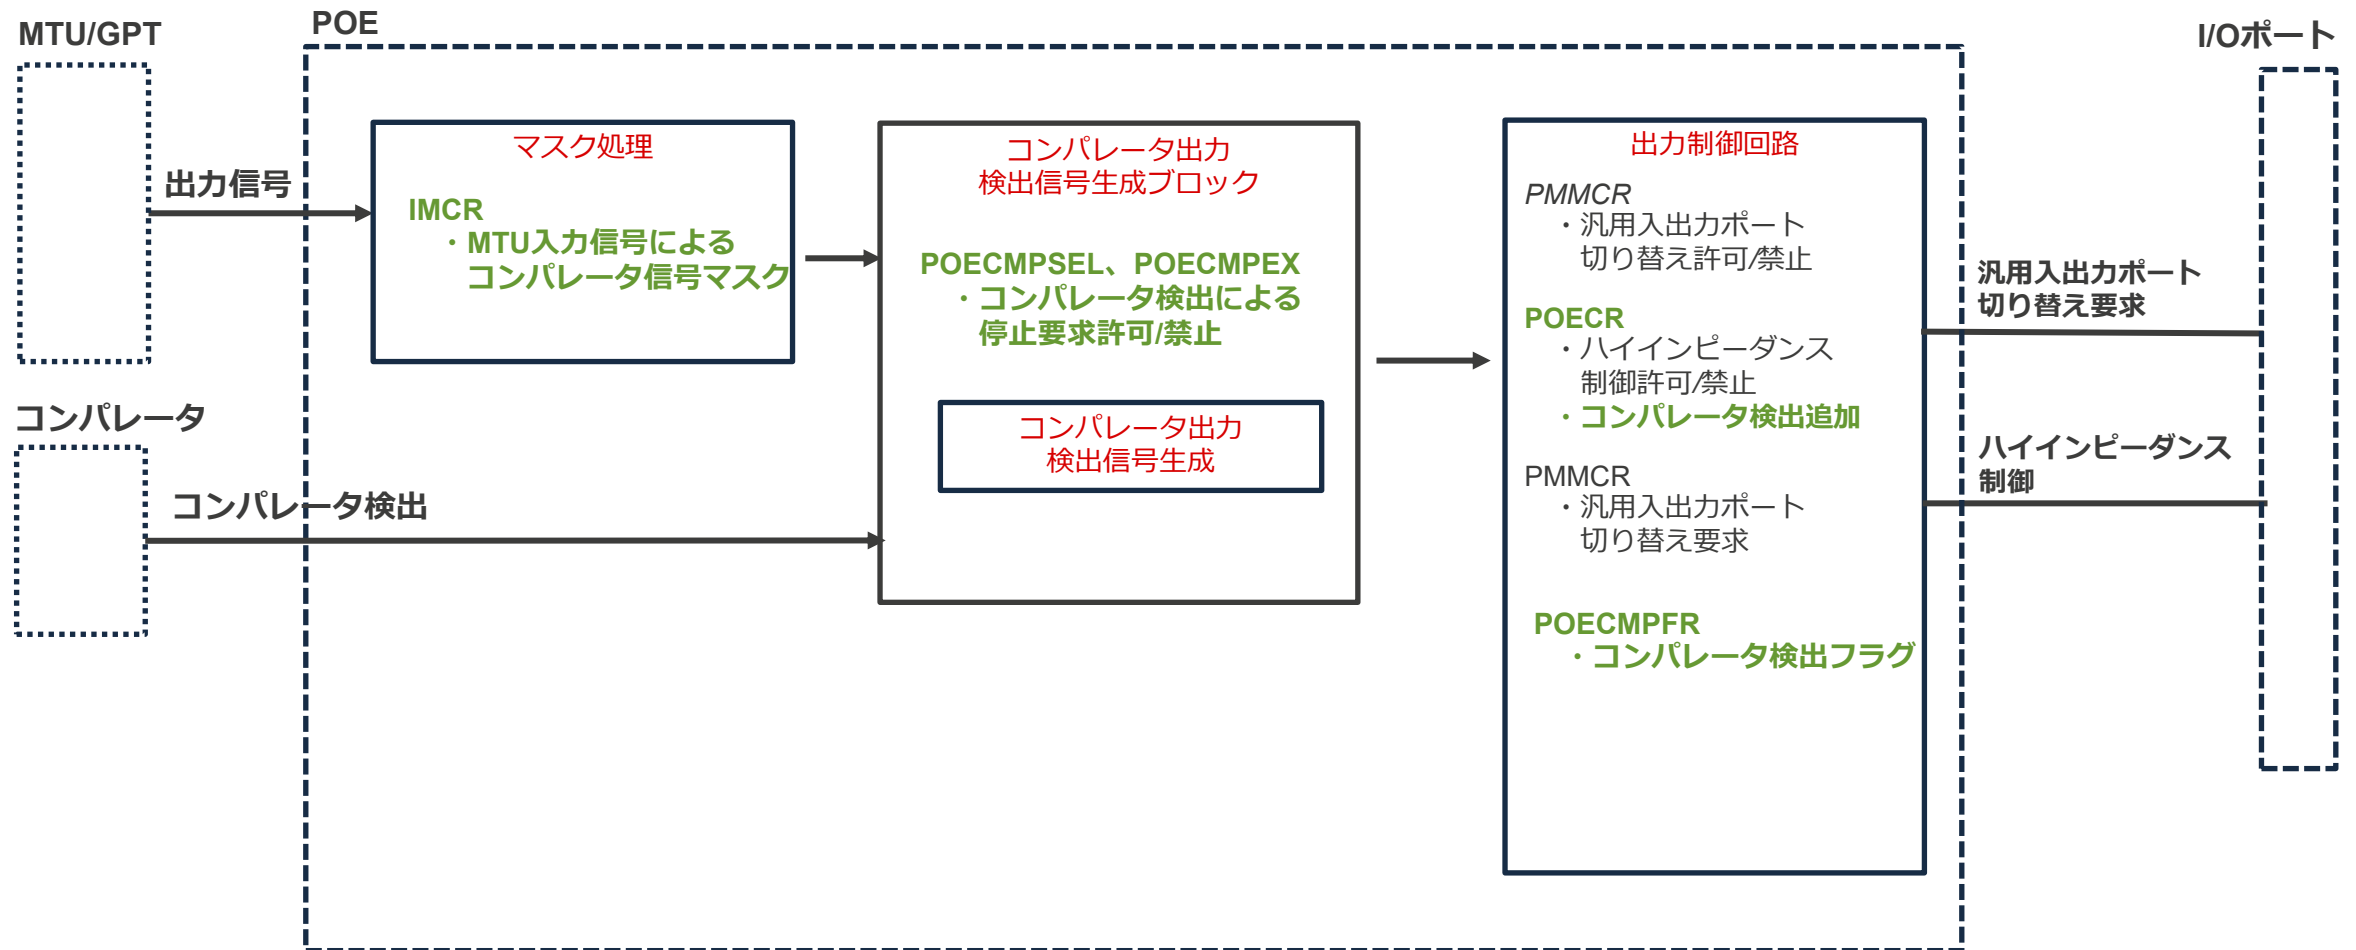 MTU/GPT
POE
I/Oポート
出力信号
マスク処理
IMCR
・MTU入力信号による
コンパレータ信号マスク
コンパレータ
コンパレータ検出
コンパレータ出力
検出信号生成ブロック
POECMPSEL、POECMPEX
・コンパレータ検出による
停止要求許可/禁止
コンパレータ出力
検出信号生成
出力制御回路
PMMCR
・汎用入出力ポート
切り替え許可/禁止
POECR
・ハイインピーダンス
制御許可/禁止
・コンパレータ検出追加
PMMCR
・汎用入出力ポート
切り替え要求
POECMPFR
・コンパレータ検出フラグ
汎用入出力ポート
切り替え要求
ハイインピーダンス
制御